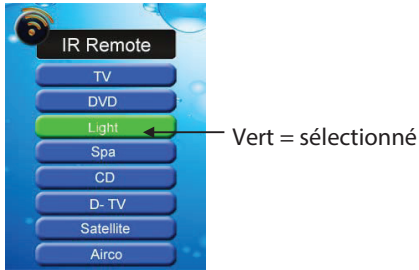 IR Remote
TV
DVD
Light
Vert = sélectionné
Spa
CD
D- TV
Satellite
Airco